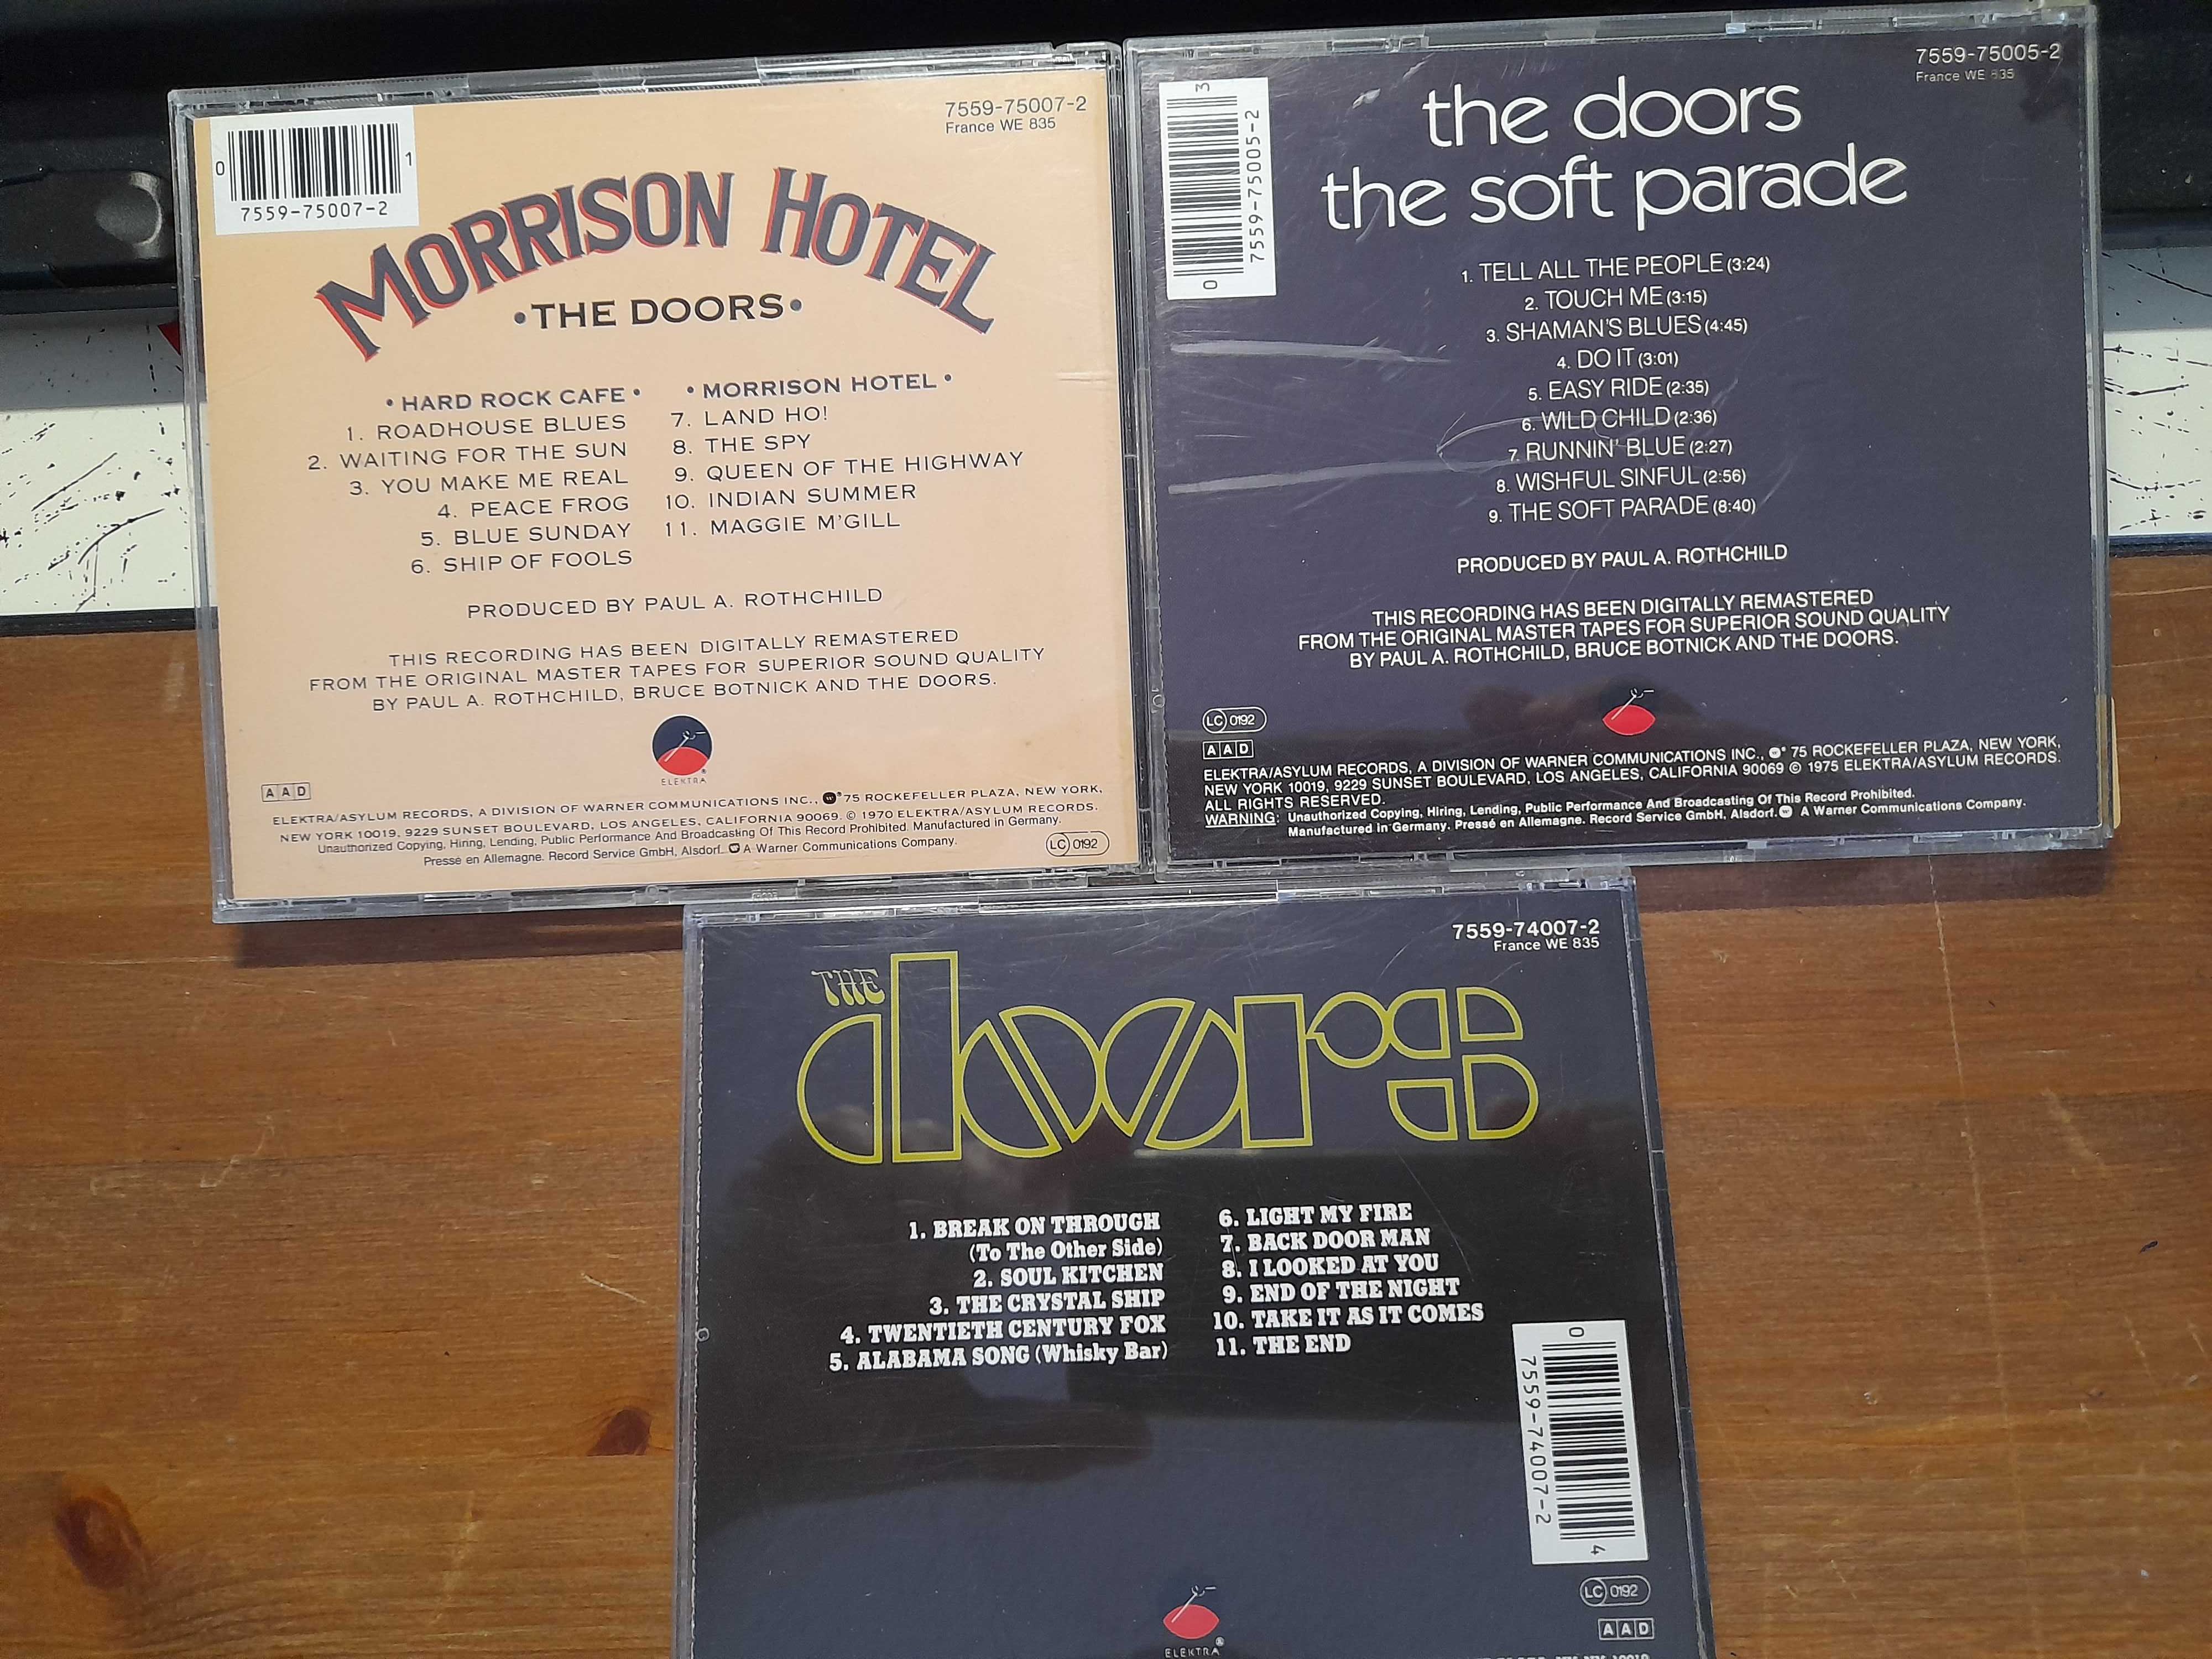 7559-75007-2
France WE 835
0 1
7559-75007-2
MORRISON HOTEL
•THE DOORS•
• HARD ROCK CAFE •
1. ROADHOUSE BLUES
2. WAITING FOR THE SUN
3. YOU MAKE ME REAL
4. PEACE FROG
5. BLUE SUNDAY
6. SHIP OF FOOLS
• MORRISON HOTEL •
7. LAND HO!
8. THE SPY
9. QUEEN OF THE HIGHWAY
10. INDIAN SUMMER
11. MAGGIE M'GILL
PRODUCED BY PAUL A. ROTHCHILD
THIS RECORDING HAS BEEN DIGITALLY REMASTERED
FROM THE ORIGINAL MASTER TAPES FOR SUPERIOR SOUND QUALITY
BY PAUL A. ROTHCHILD, BRUCE BOTNICK AND THE DOORS.
ELEKTRA
AAD
ELEKTRA/ASYLUM RECORDS, A DIVISION OF WARNER COMMUNICATIONS INC., 75 ROCKEFELLER PLAZA, NEW YORK,
NEW YORK 10019, 9229 SUNSET BOULEVARD, LOS ANGELES, CALIFORNIA 90069. © 1970 ELEKTRA/ASYLUM RECORDS.
Unauthorized Copying, Hiring, Lending, Public Performance And Broadcasting Of This Record Prohibited. Manufactured in Germany.
Pressé en Allemagne. Record Service GmbH, Alsdorf. A Warner Communications Company.
LC 0192
7559-75005-2
France WE 835
0 3
7559-75005-2
the doors
the soft parade
1. TELL ALL THE PEOPLE (3:24)
2. TOUCH ME (3:15)
3. SHAMAN'S BLUES (4:45)
4. DO IT (3:01)
5. EASY RIDE (2:35)
6. WILD CHILD (2:36)
7. RUNNIN' BLUE (2:27)
8. WISHFUL SINFUL (2:56)
9. THE SOFT PARADE (8:40)
PRODUCED BY PAUL A. ROTHCHILD
THIS RECORDING HAS BEEN DIGITALLY REMASTERED
FROM THE ORIGINAL MASTER TAPES FOR SUPERIOR SOUND QUALITY
BY PAUL A. ROTHCHILD, BRUCE BOTNICK AND THE DOORS.
LC 0192
AAD
ELEKTRA/ASYLUM RECORDS, A DIVISION OF WARNER COMMUNICATIONS INC., 75 ROCKEFELLER PLAZA, NEW YORK,
NEW YORK 10019, 9229 SUNSET BOULEVARD, LOS ANGELES, CALIFORNIA 90069 © 1975 ELEKTRA/ASYLUM RECORDS.
ALL RIGHTS RESERVED.
WARNING: Unauthorized Copying, Hiring, Lending, Public Performance And Broadcasting Of This Record Prohibited.
Manufactured in Germany. Pressé en Allemagne. Record Service GmbH, Alsdorf. A Warner Communications Company.
7559-74007-2
France WE 835
THE
doors
1. BREAK ON THROUGH
(To The Other Side)
2. SOUL KITCHEN
3. THE CRYSTAL SHIP
4. TWENTIETH CENTURY FOX
5. ALABAMA SONG (Whisky Bar)
6. LIGHT MY FIRE
7. BACK DOOR MAN
8. I LOOKED AT YOU
9. END OF THE NIGHT
10. TAKE IT AS IT COMES
11. THE END
0 4
7559-74007-2
LC 0192
AAD
ELEKTRA